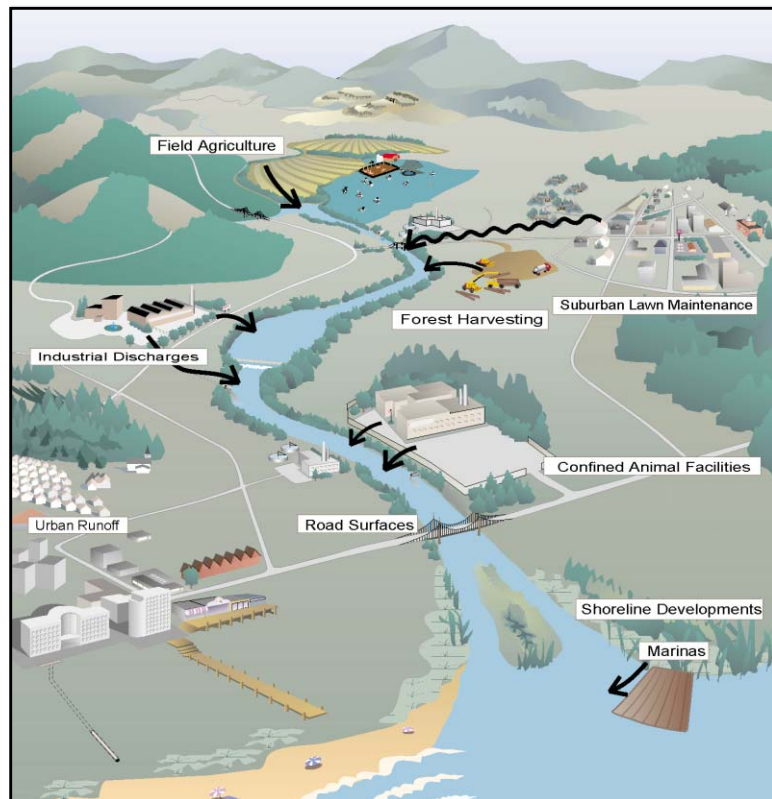 Field Agriculture
Suburban Lawn Maintenance
Forest Harvesting
Industrial Discharges
Confined Animal Facilities
Urban Runoff
Road Surfaces
Shoreline Developments
Marinas